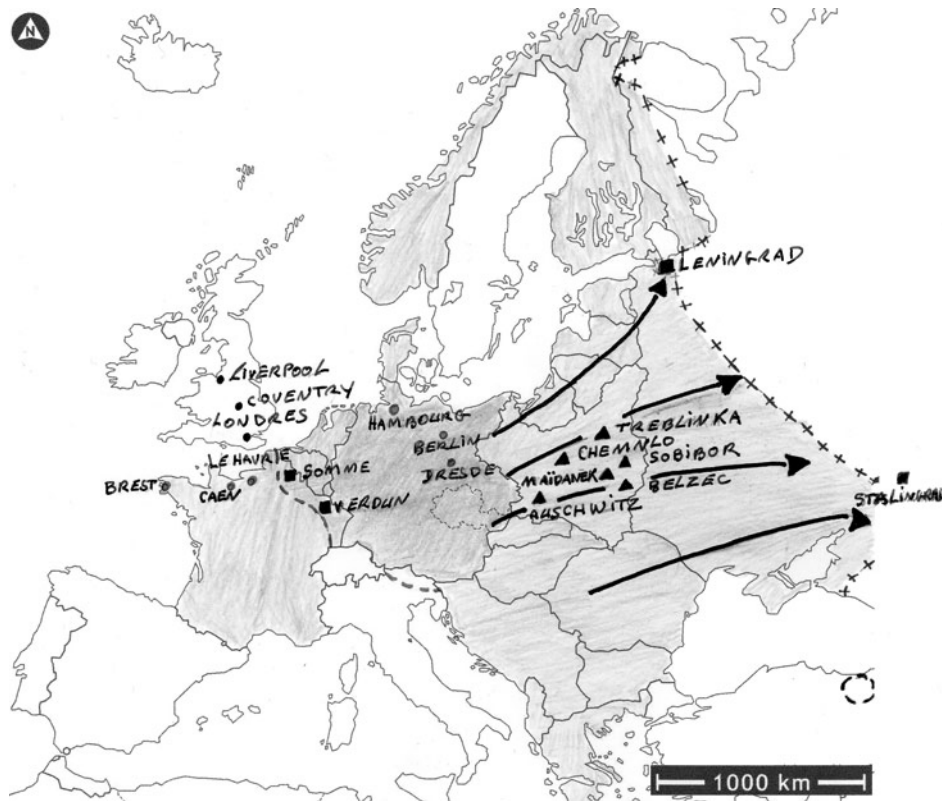 N
LENINGRAD
LIVERPOOL
COVENTRY
LONDRES
HAMBOURG
BERLIN
TREBLINKA
CHEMNLO
LE HAVRIE
SOMME
DRESDE
MAÏDANEK
SOBIBOR
BREST
CAEN
VERDUN
BELZEC
AUSCHWITZ
STALINGRAD
1000 km